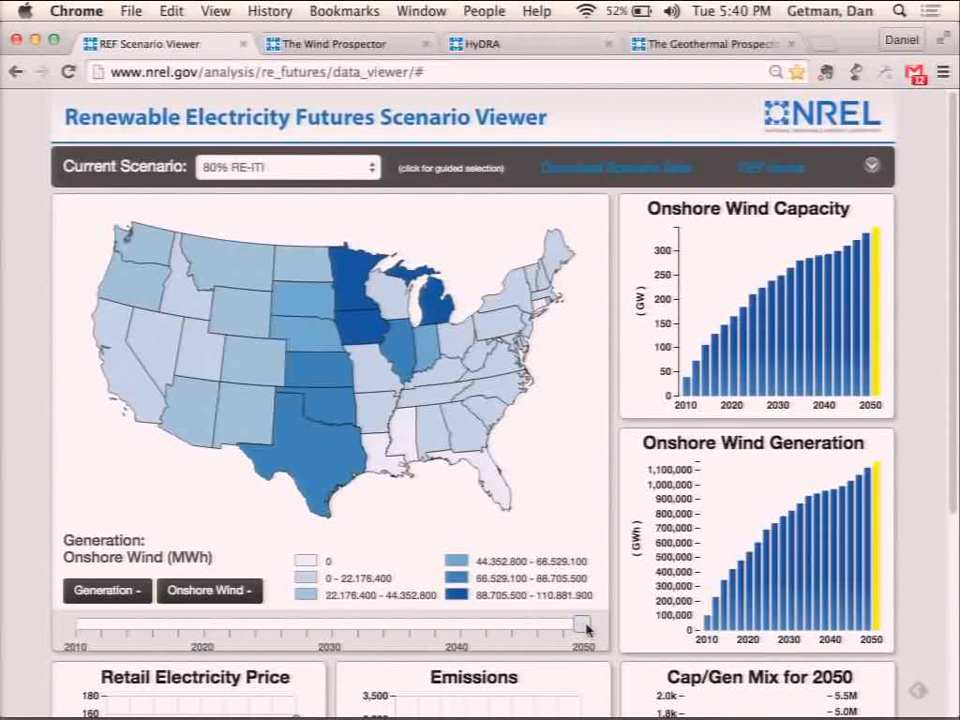 Chrome File Edit View History Bookmarks Window People Help 52% Tue 5:40 PM Getman, Dan
REF Scenario Viewer The Wind Prospector HyDRA The Geothermal Prospect Daniel
www.nrel.gov/analysis/re_futures/data_viewer/# 12
Renewable Electricity Futures Scenario Viewer NREL
Current Scenario: 80% RE-ITI (click for guided selection) Download Scenario Data
Onshore Wind Capacity
300
250
200
150
100
50
0
(GW)
2010 2020 2030 2040 2050
Onshore Wind Generation
1,100,000
1,000,000
900,000
800,000
700,000
600,000
500,000
400,000
300,000
200,000
100,000
0
(GWh)
2010 2020 2030 2040 2050
Generation:
Onshore Wind (MWh)
Generation Onshore Wind
0
0 - 22.176.400
22.176.400 - 44.352.800
44.352.800 - 66.529.100
66.529.100 - 88.705.500
88.705.500 - 110.881.900
2010 2020 2030 2040 2050
Retail Electricity Price
180
160
Emissions
3,500
Cap/Gen Mix for 2050
2.0k 5.5M
1.8k 5.0M